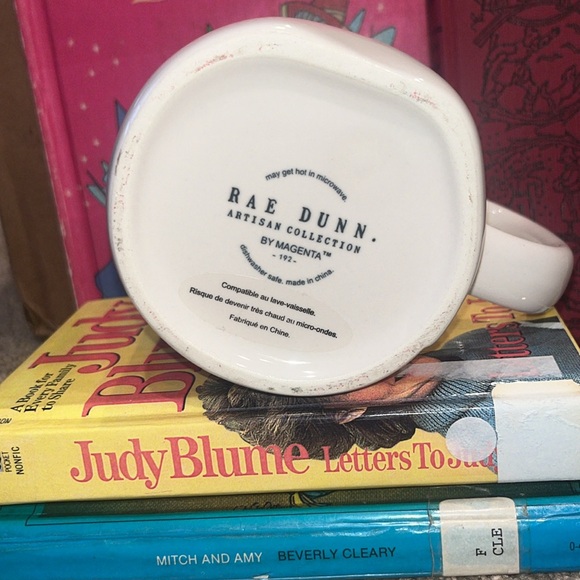 may get hot in microwave.
RAE DUNN.
ARTISAN COLLECTION
BY MAGENTA™
- 192 -
dishwasher safe. made in china.
Compatible au lave-vaisselle.
Risque de devenir très chaud au micro-ondes.
Fabriqué en Chine.
A Book for
Every Family
to Share
Judy
POCKET
NONFIC
Judy Blume Letters To
MITCH AND AMY BEVERLY CLEARY
F
CLE